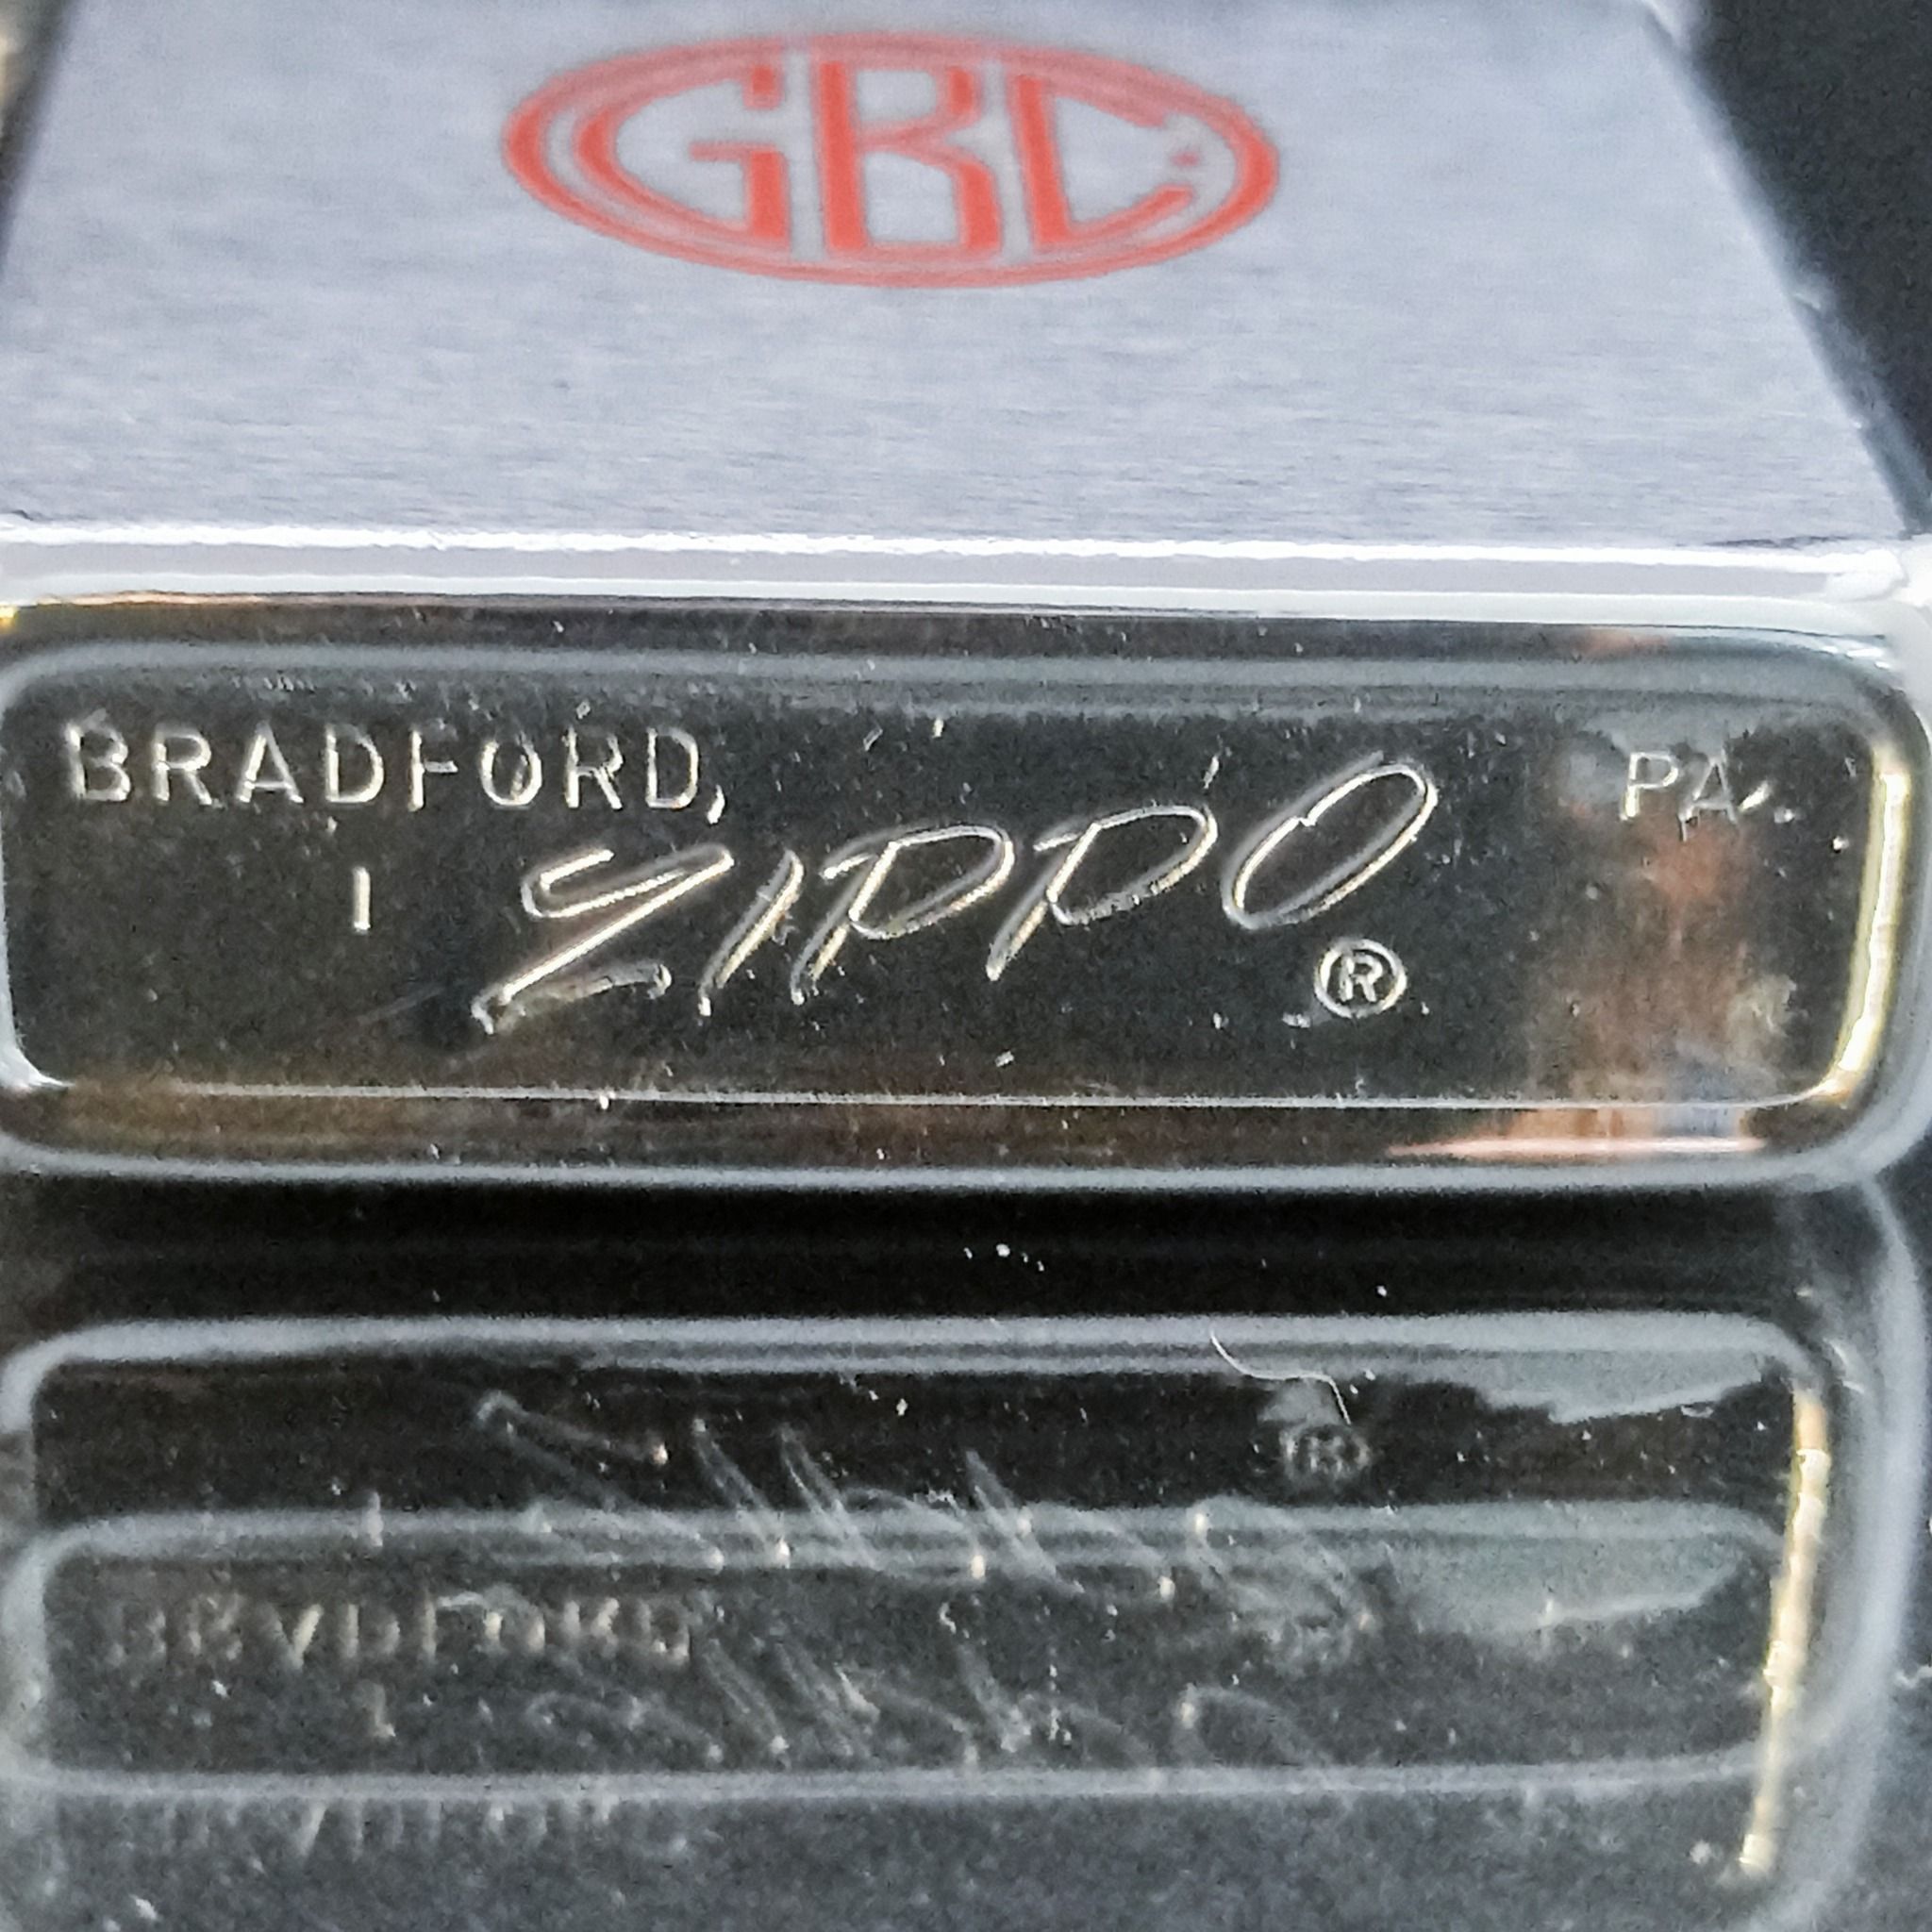 GBC
BRADFORD, PA.
| ZIPPO
®